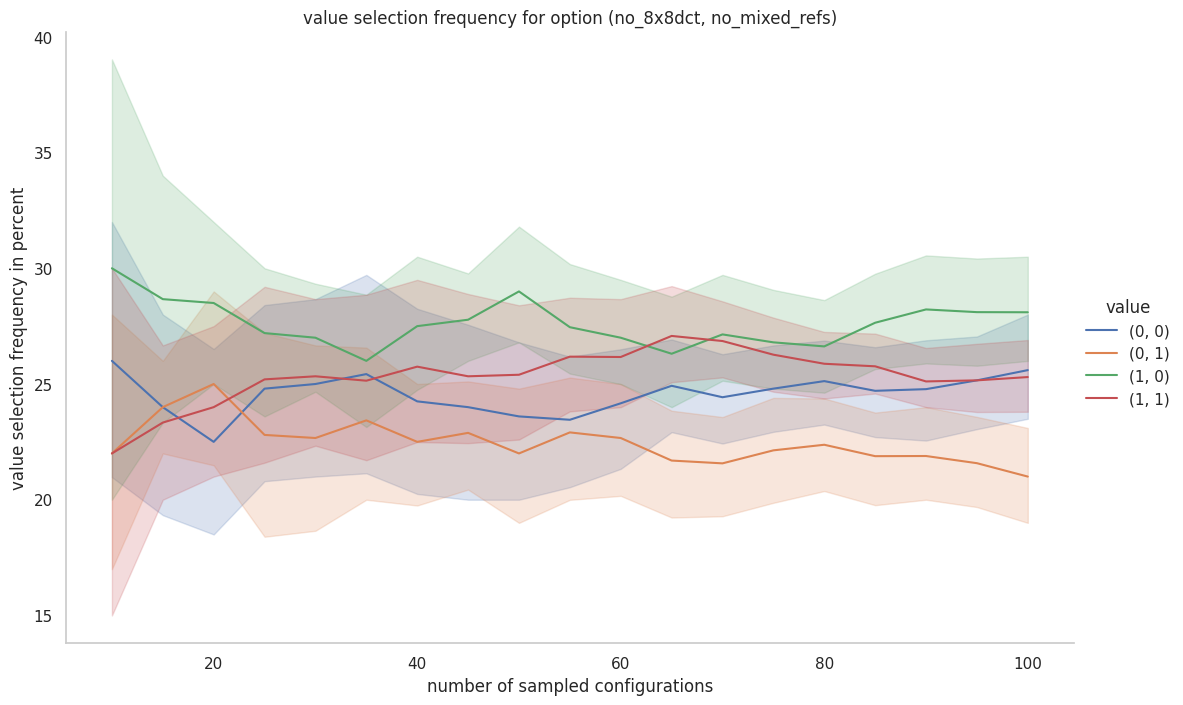 value selection frequency for option (no_8x8dct, no_mixed_refs)
40
35
30
25
20
15
value selection frequency in percent
20 40 60 80 100
number of sampled configurations
value
(0, 0)
(0, 1)
(1, 0)
(1, 1)